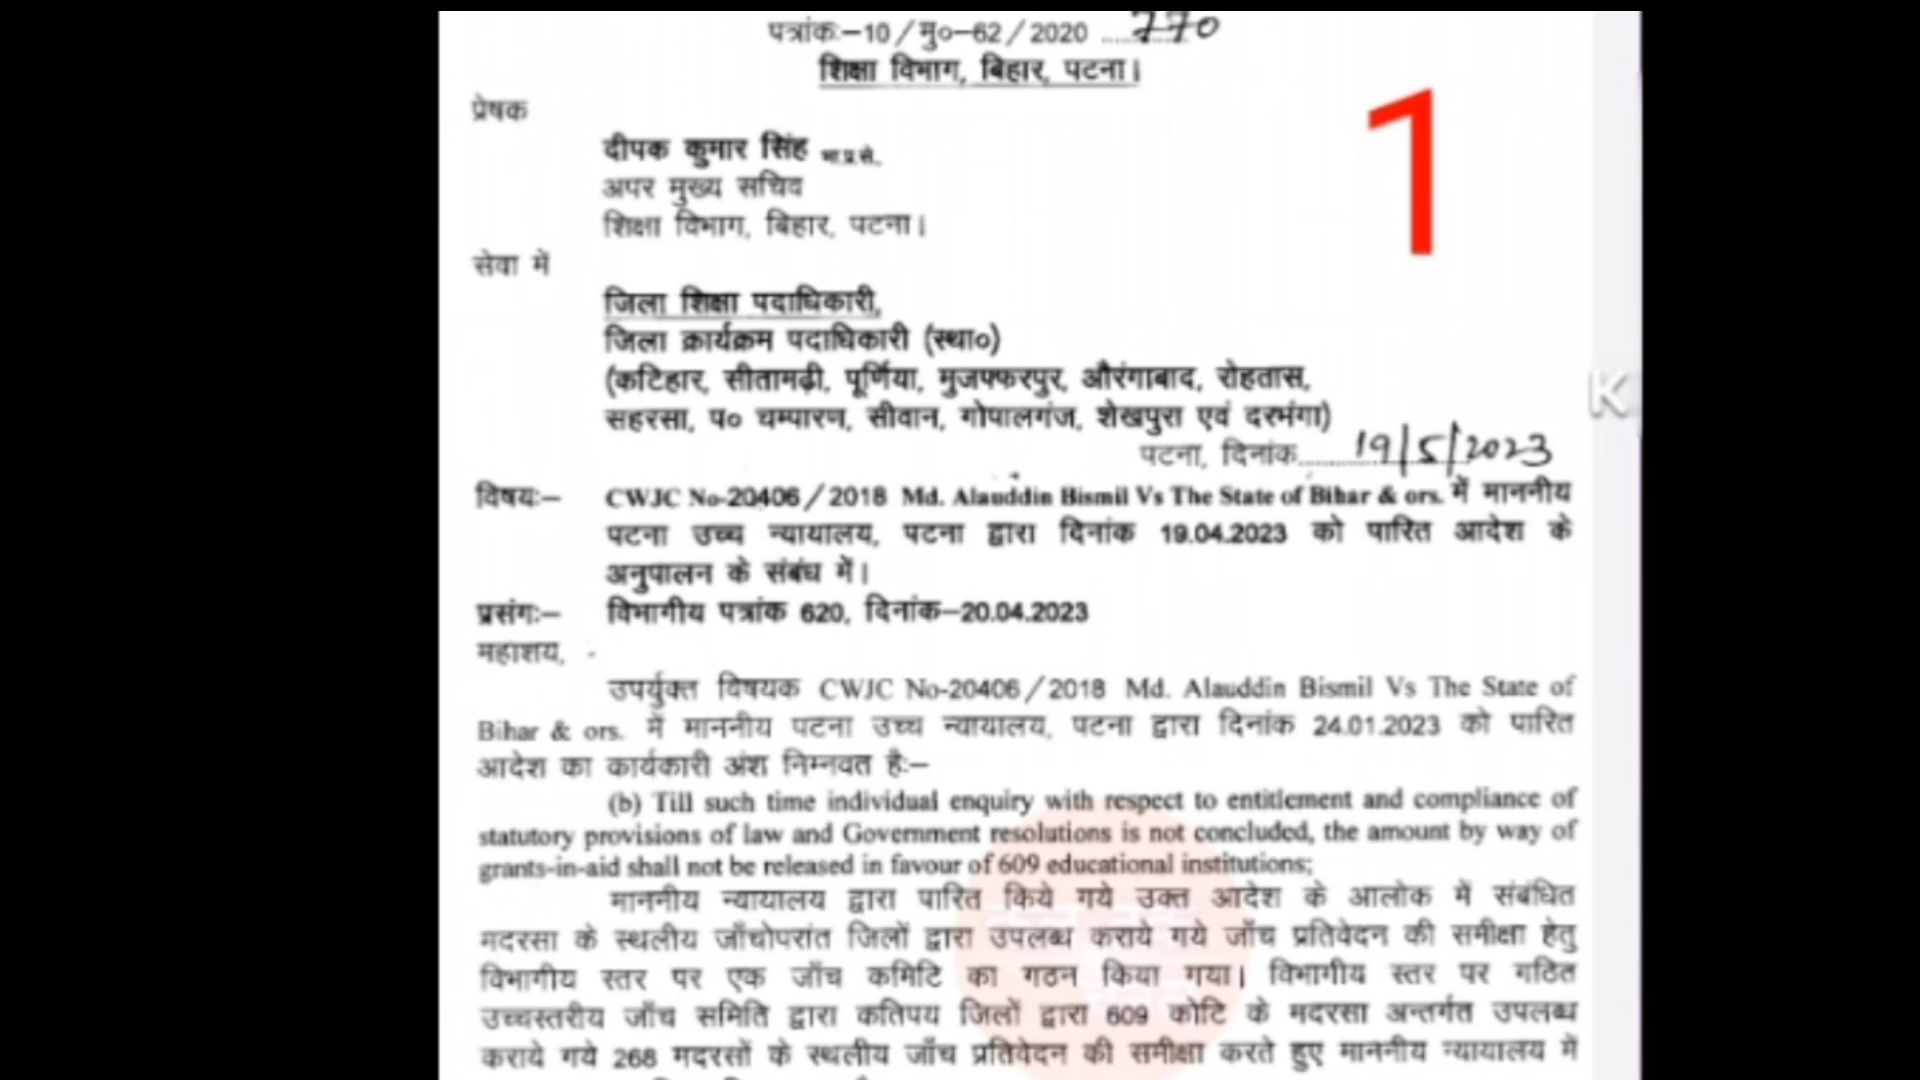 पत्रांकः–10/मु०–62/2020 ........770
शिक्षा विभाग, बिहार, पटना।
1
प्रेषक
दीपक कुमार सिंह भा.प्र.से.
अपर मुख्य सचिव
शिक्षा विभाग, बिहार, पटना।
सेवा में
जिला शिक्षा पदाधिकारी,
जिला कार्यक्रम पदाधिकारी (स्था०)
(कटिहार, सीतामढ़ी, पूर्णिया, मुजफ्फरपुर, औरंगाबाद, रोहतास,
सहरसा, प० चम्पारण, सीवान, गोपालगंज, शेखपुरा एवं दरभंगा)
K
पटना, दिनांक........19/5/2023
विषयः– CWJC No-20406/2018 Md. Alauddin Bismil Vs The State of Bihar & ors. में माननीय
पटना उच्च न्यायालय, पटना द्वारा दिनांक 19.04.2023 को पारित आदेश के
अनुपालन के संबंध में।
प्रसंगः– विभागीय पत्रांक 620, दिनांक–20.04.2023
महाशय,
उपर्युक्त विषयक CWJC No-20406/2018 Md. Alauddin Bismil Vs The State of
Bihar & ors. में माननीय पटना उच्च न्यायालय, पटना द्वारा दिनांक 24.01.2023 को पारित
आदेश का कार्यकारी अंश निम्नवत है:–
(b) Till such time individual enquiry with respect to entitlement and compliance of
statutory provisions of law and Government resolutions is not concluded, the amount by way of
grants-in-aid shall not be released in favour of 609 educational institutions;
माननीय न्यायालय द्वारा पारित किये गये उक्त आदेश के आलोक में संबंधित
मदरसा के स्थलीय जाँचोपरांत जिलों द्वारा उपलब्ध कराये गये जाँच प्रतिवेदन की समीक्षा हेतु
विभागीय स्तर पर एक जाँच कमिटि का गठन किया गया। विभागीय स्तर पर गठित
उच्चस्तरीय जाँच समिति द्वारा कतिपय जिलों द्वारा 609 कोटि के मदरसा अन्तर्गत उपलब्ध
कराये गये 268 मदरसों के स्थलीय जाँच प्रतिवेदन की समीक्षा करते हुए माननीय न्यायालय में